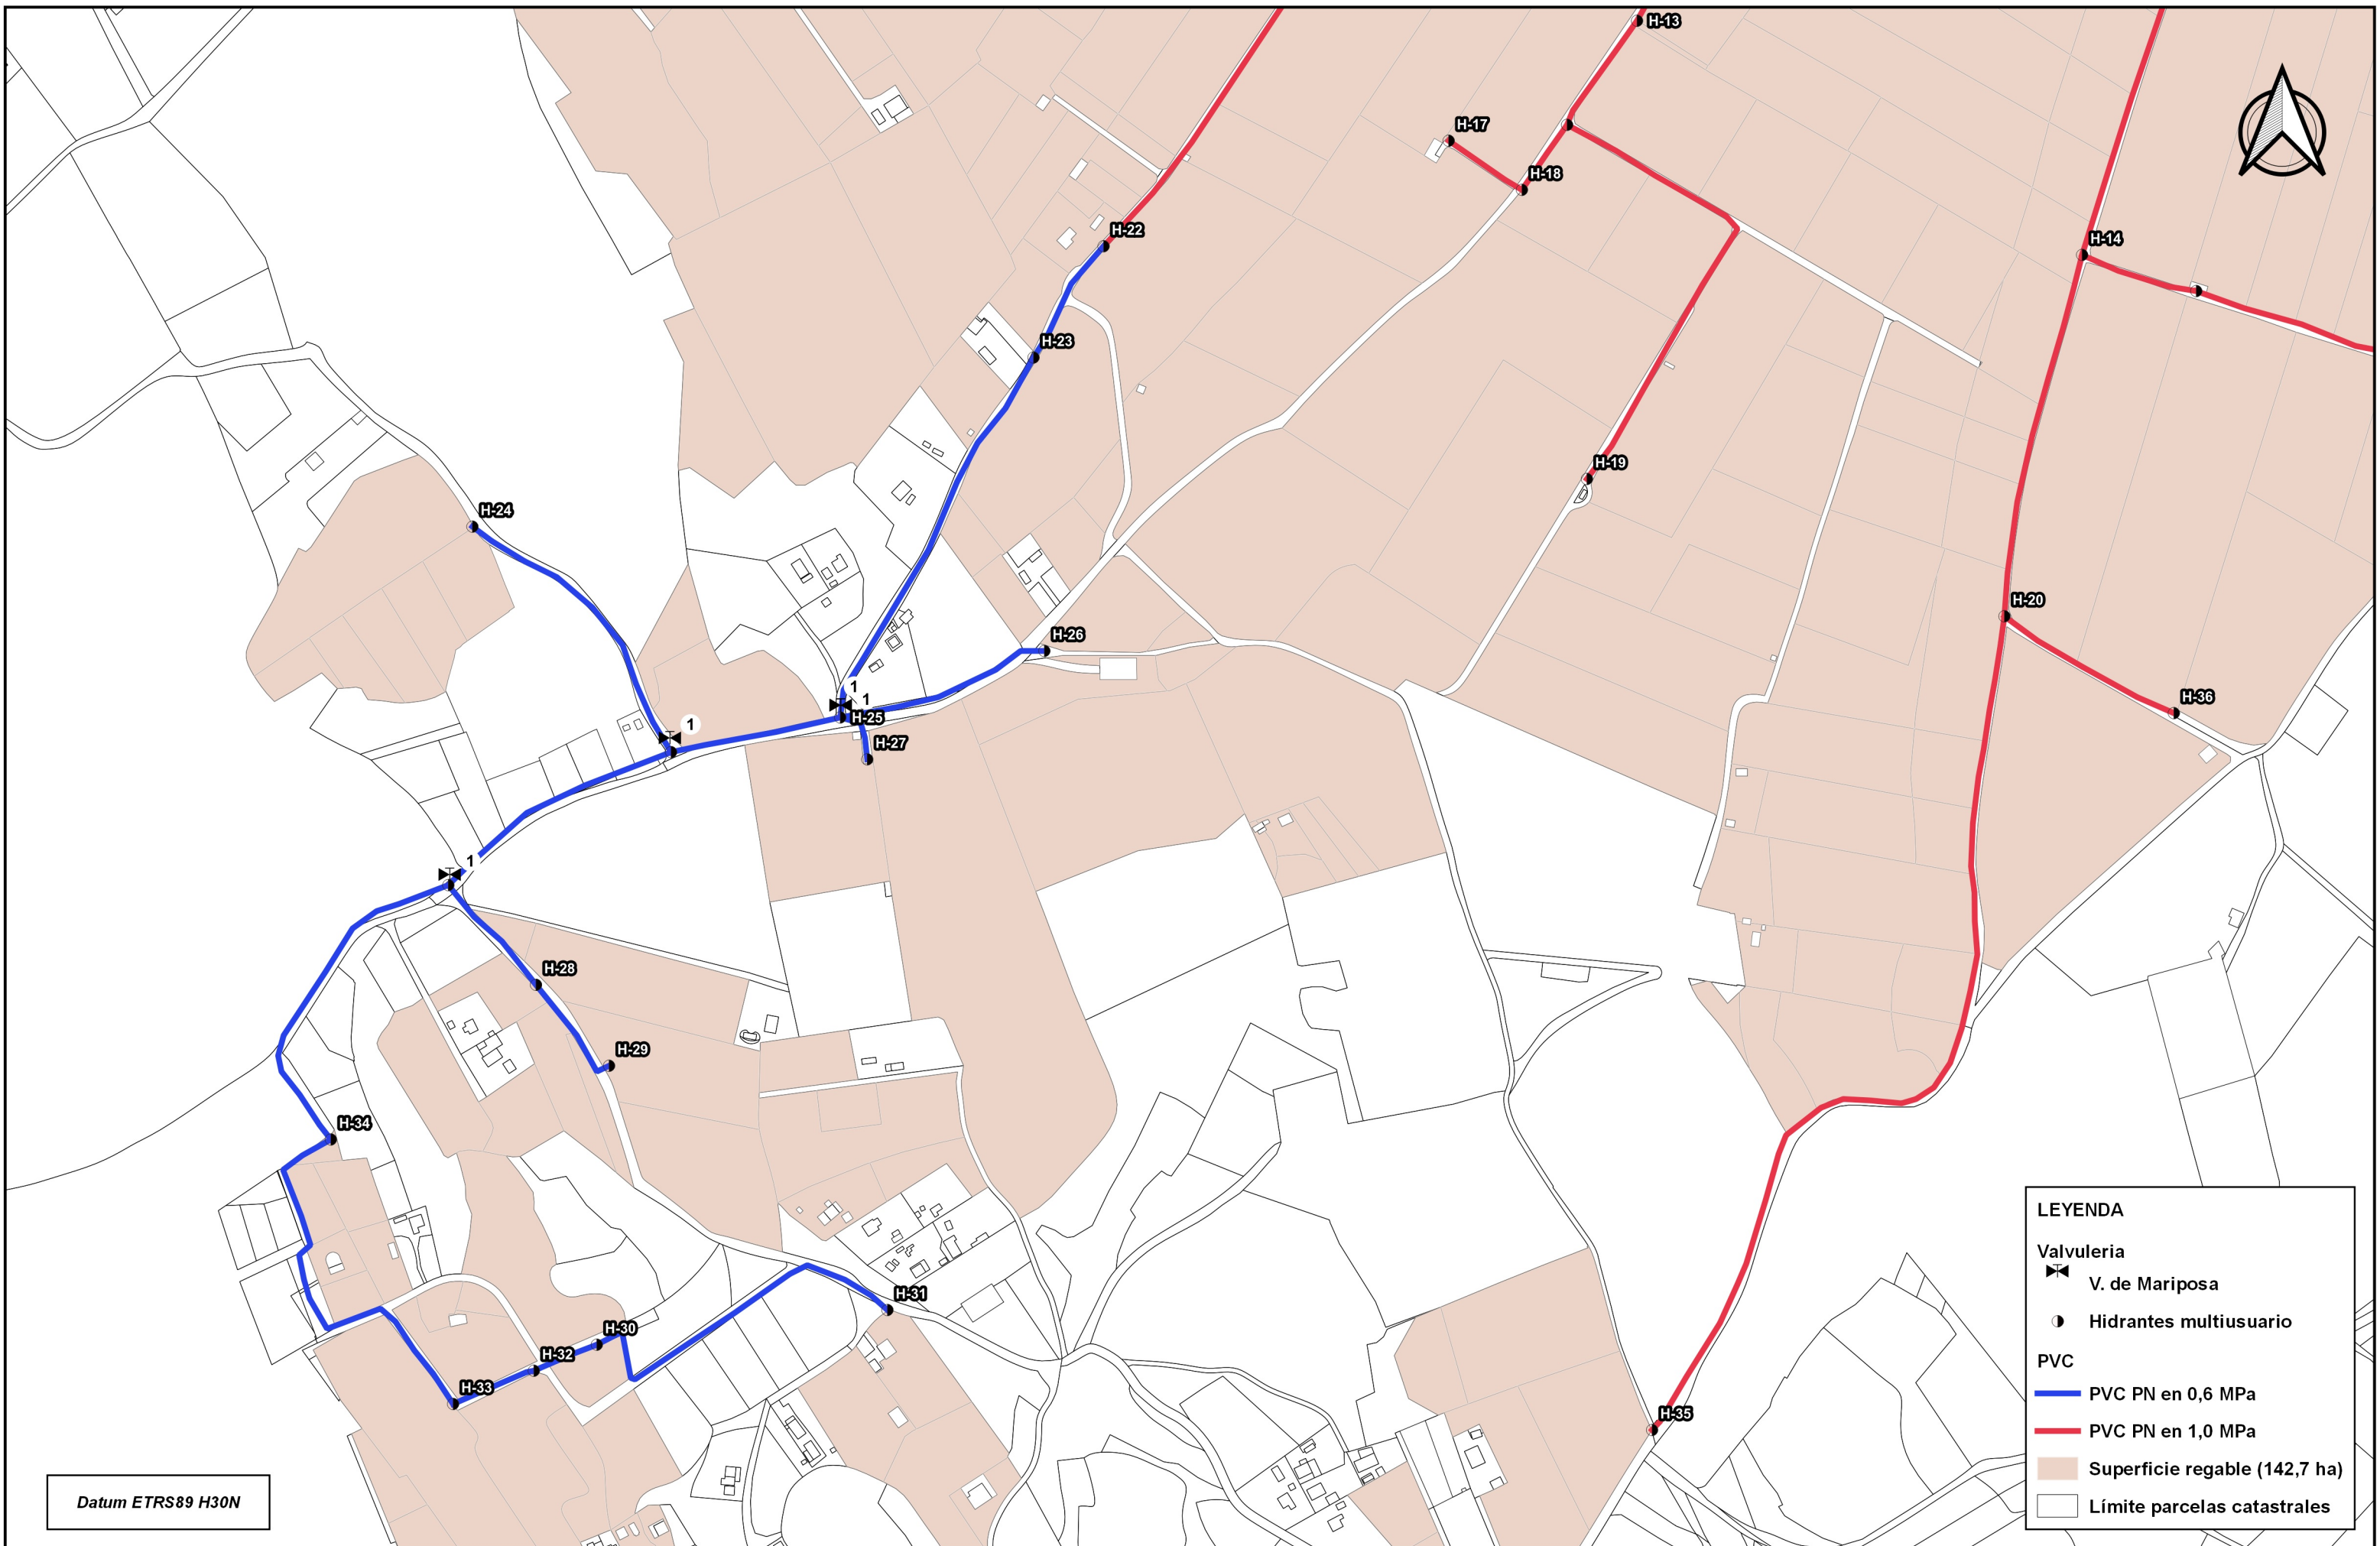 H-13
H-17
H-18
H-22
H-14
H-23
H-19
H-24
H-20
H-26
H-36
1
1
H-25
1
H-27
1
H-28
H-29
H-34
H-31
H-30
H-32
H-33
H-35
LEYENDA
Valvuleria
V. de Mariposa
Hidrantes multiusuario
PVC
PVC PN en 0,6 MPa
PVC PN en 1,0 MPa
Superficie regable (142,7 ha)
Límite parcelas catastrales
Datum ETRS89 H30N